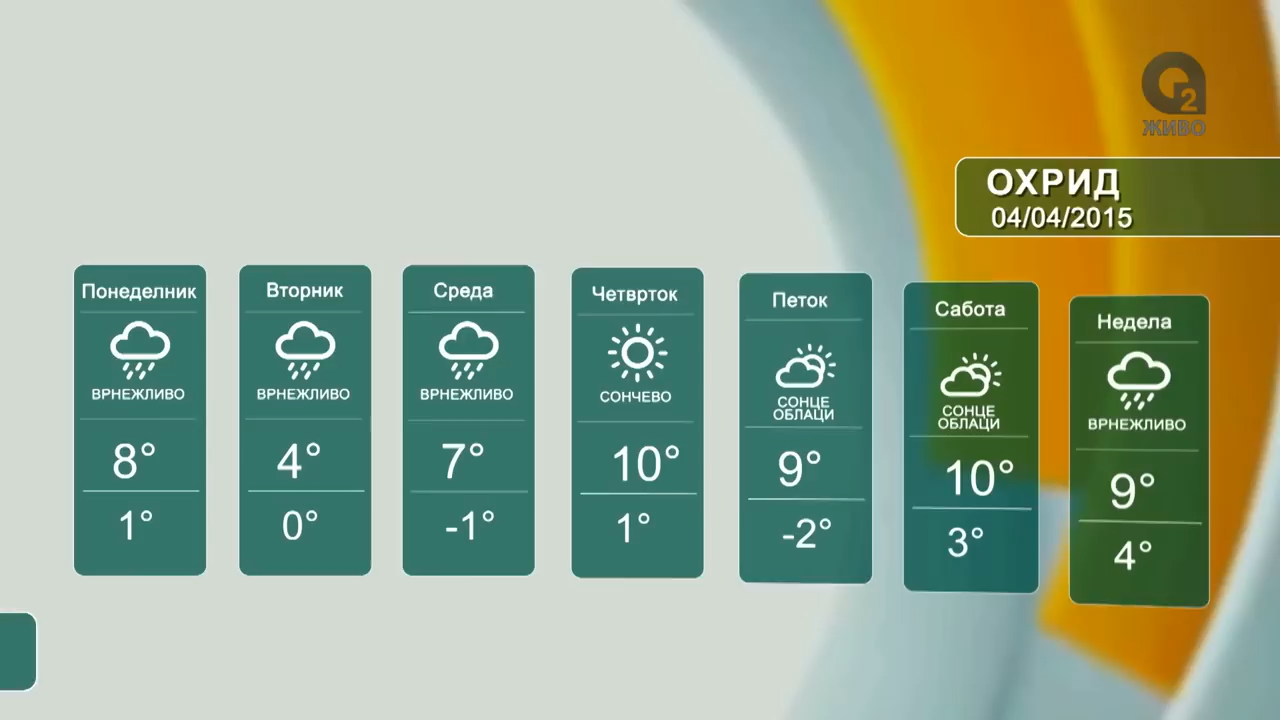 2
ЖИВО
ОХРИД
04/04/2015
Понеделник
ВРНЕЖЛИВО
8°
1°
Вторник
ВРНЕЖЛИВО
4°
0°
Среда
ВРНЕЖЛИВО
7°
-1°
Четврток
СОНЧЕВО
10°
1°
Петок
СОНЦЕ
ОБЛАЦИ
9°
-2°
Сабота
СОНЦЕ
ОБЛАЦИ
10°
3°
Недела
ВРНЕЖЛИВО
9°
4°